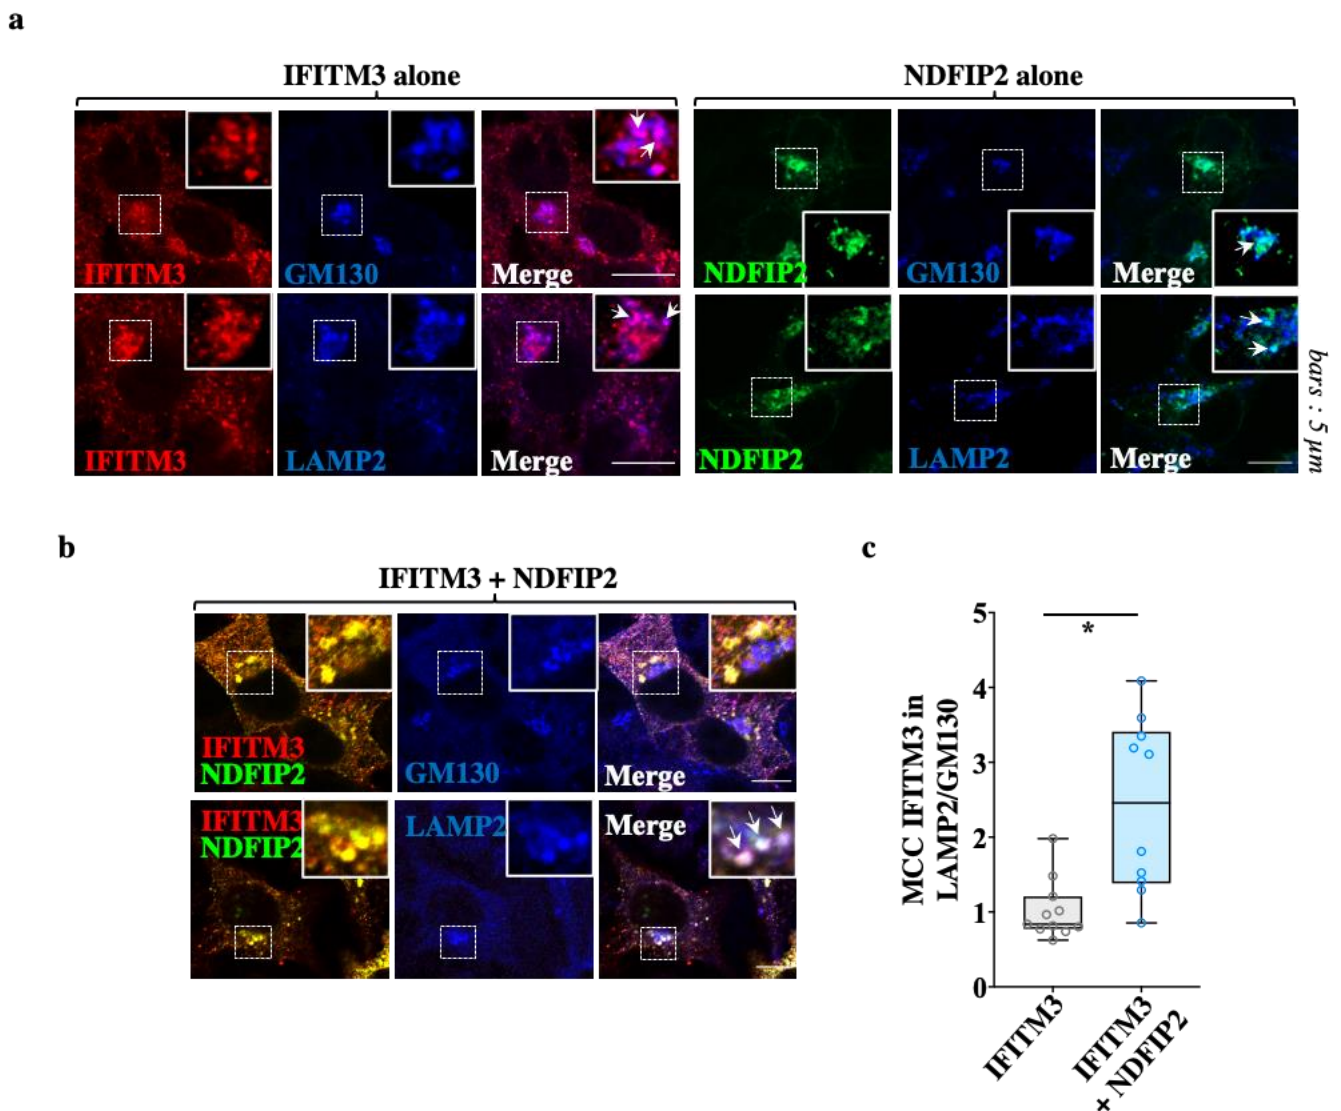 a
IFITM3 alone
NDFIP2 alone
IFITM3
GM130
Merge
NDFIP2
GM130
Merge
IFITM3
LAMP2
Merge
NDFIP2
LAMP2
Merge
bars : 5 µm
b
IFITM3 + NDFIP2
IFITM3
NDFIP2
GM130
Merge
IFITM3
NDFIP2
LAMP2
Merge
c
MCC IFITM3 in
LAMP2/GM130
5
4
3
2
1
0
*
IFITM3
IFITM3
+ NDFIP2